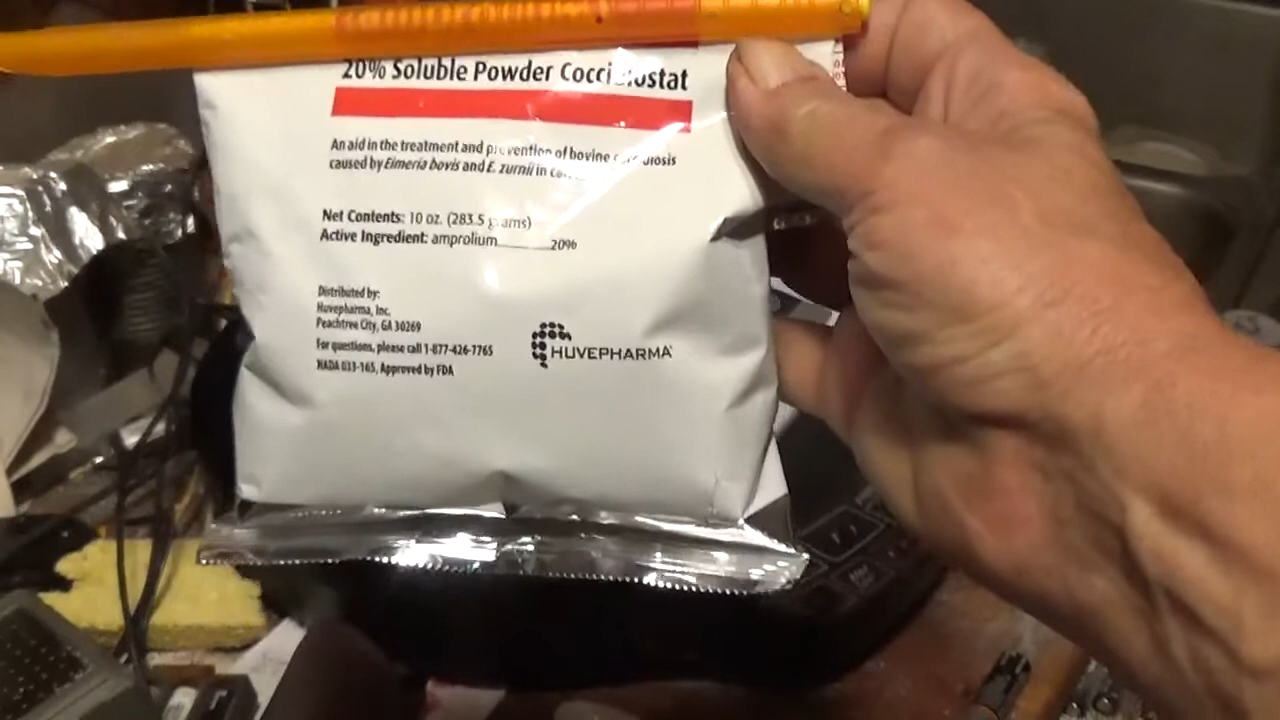 20% Soluble Powder
An aid in the treatment and prevention of bovine
caused by Eimeria bovis and E. zurnii in
Net Contents: 10 oz. (283.5 grams)
Active Ingredient: amprolium 20%
Distributed by:
Huvepharma, Inc.
Peachtree City, GA 30269
For questions, please call 1-877-426-7765
NADA 033-165, Approved by FDA
HUVEPHARMA